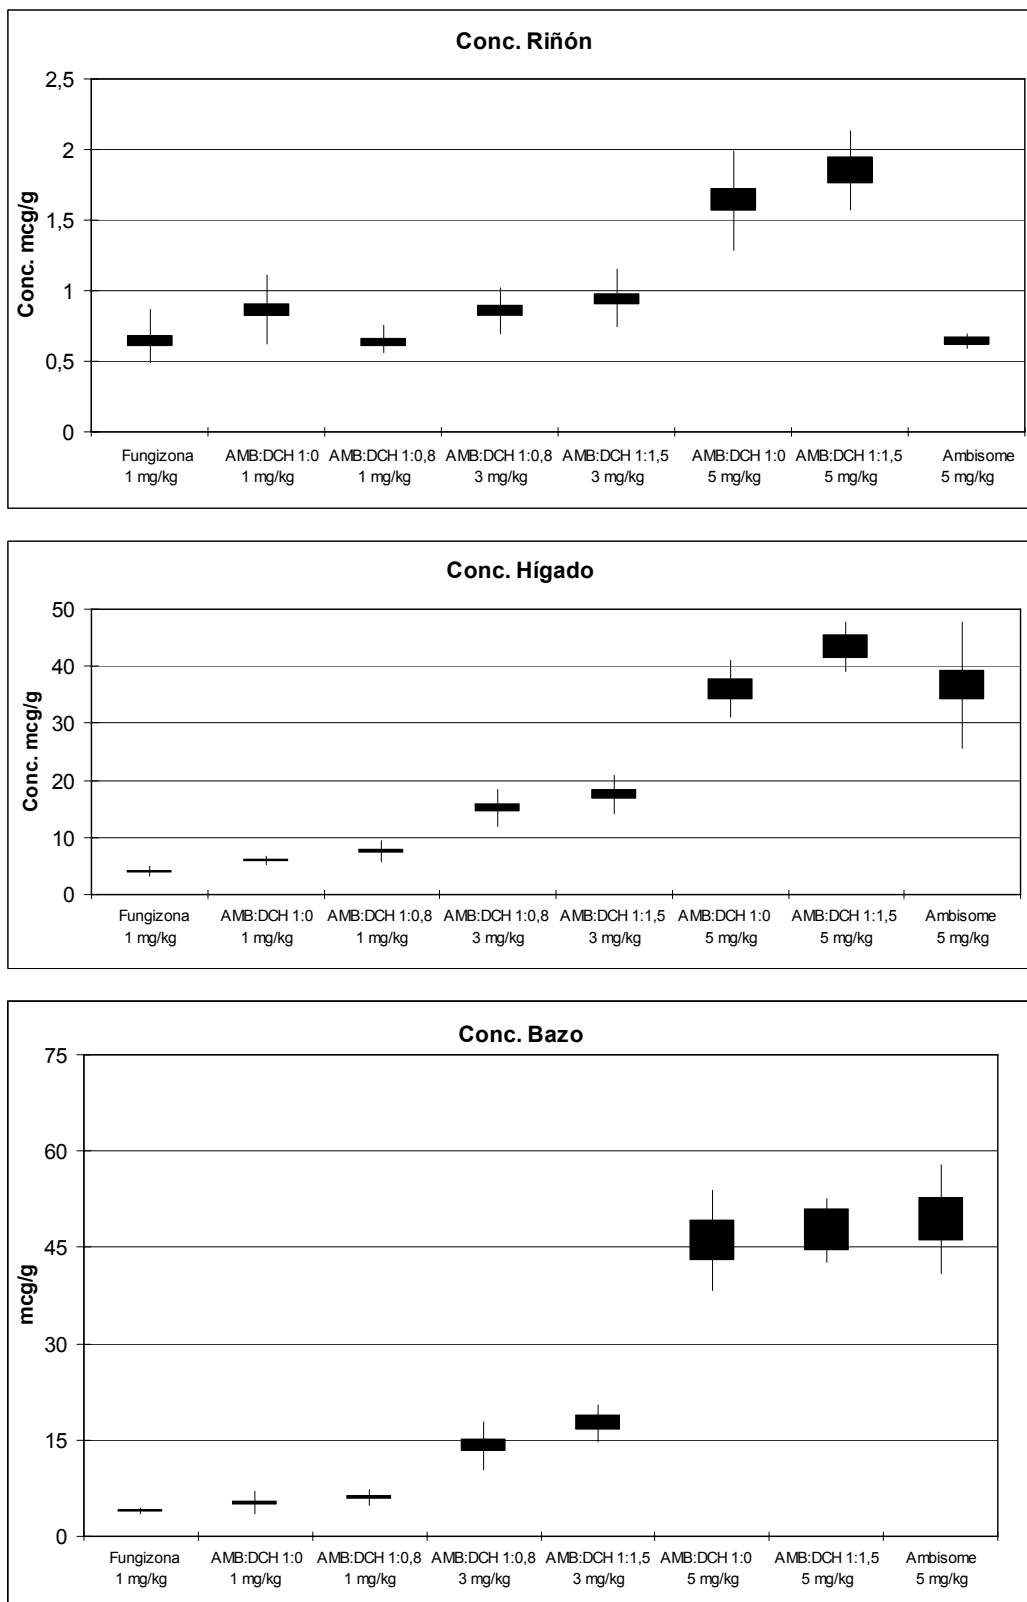 Conc. Riñón
Conc. mcg/g
2,5
2
1,5
1
0,5
0
Fungizona AMB:DCH 1:0 AMB:DCH 1:0,8 AMB:DCH 1:0,8 AMB:DCH 1:1,5 AMB:DCH 1:0 AMB:DCH 1:1,5 Ambisome
1 mg/kg 1 mg/kg 1 mg/kg 3 mg/kg 3 mg/kg 5 mg/kg 5 mg/kg 5 mg/kg
Conc. Hígado
Conc. mcg/g
50
40
30
20
10
0
Fungizona AMB:DCH 1:0 AMB:DCH 1:0,8 AMB:DCH 1:0,8 AMB:DCH 1:1,5 AMB:DCH 1:0 AMB:DCH 1:1,5 Ambisome
1 mg/kg 1 mg/kg 1 mg/kg 3 mg/kg 3 mg/kg 5 mg/kg 5 mg/kg 5 mg/kg
Conc. Bazo
mcg/g
75
60
45
30
15
0
Fungizona AMB:DCH 1:0 AMB:DCH 1:0,8 AMB:DCH 1:0,8 AMB:DCH 1:1,5 AMB:DCH 1:0 AMB:DCH 1:1,5 Ambisome
1 mg/kg 1 mg/kg 1 mg/kg 3 mg/kg 3 mg/kg 5 mg/kg 5 mg/kg 5 mg/kg